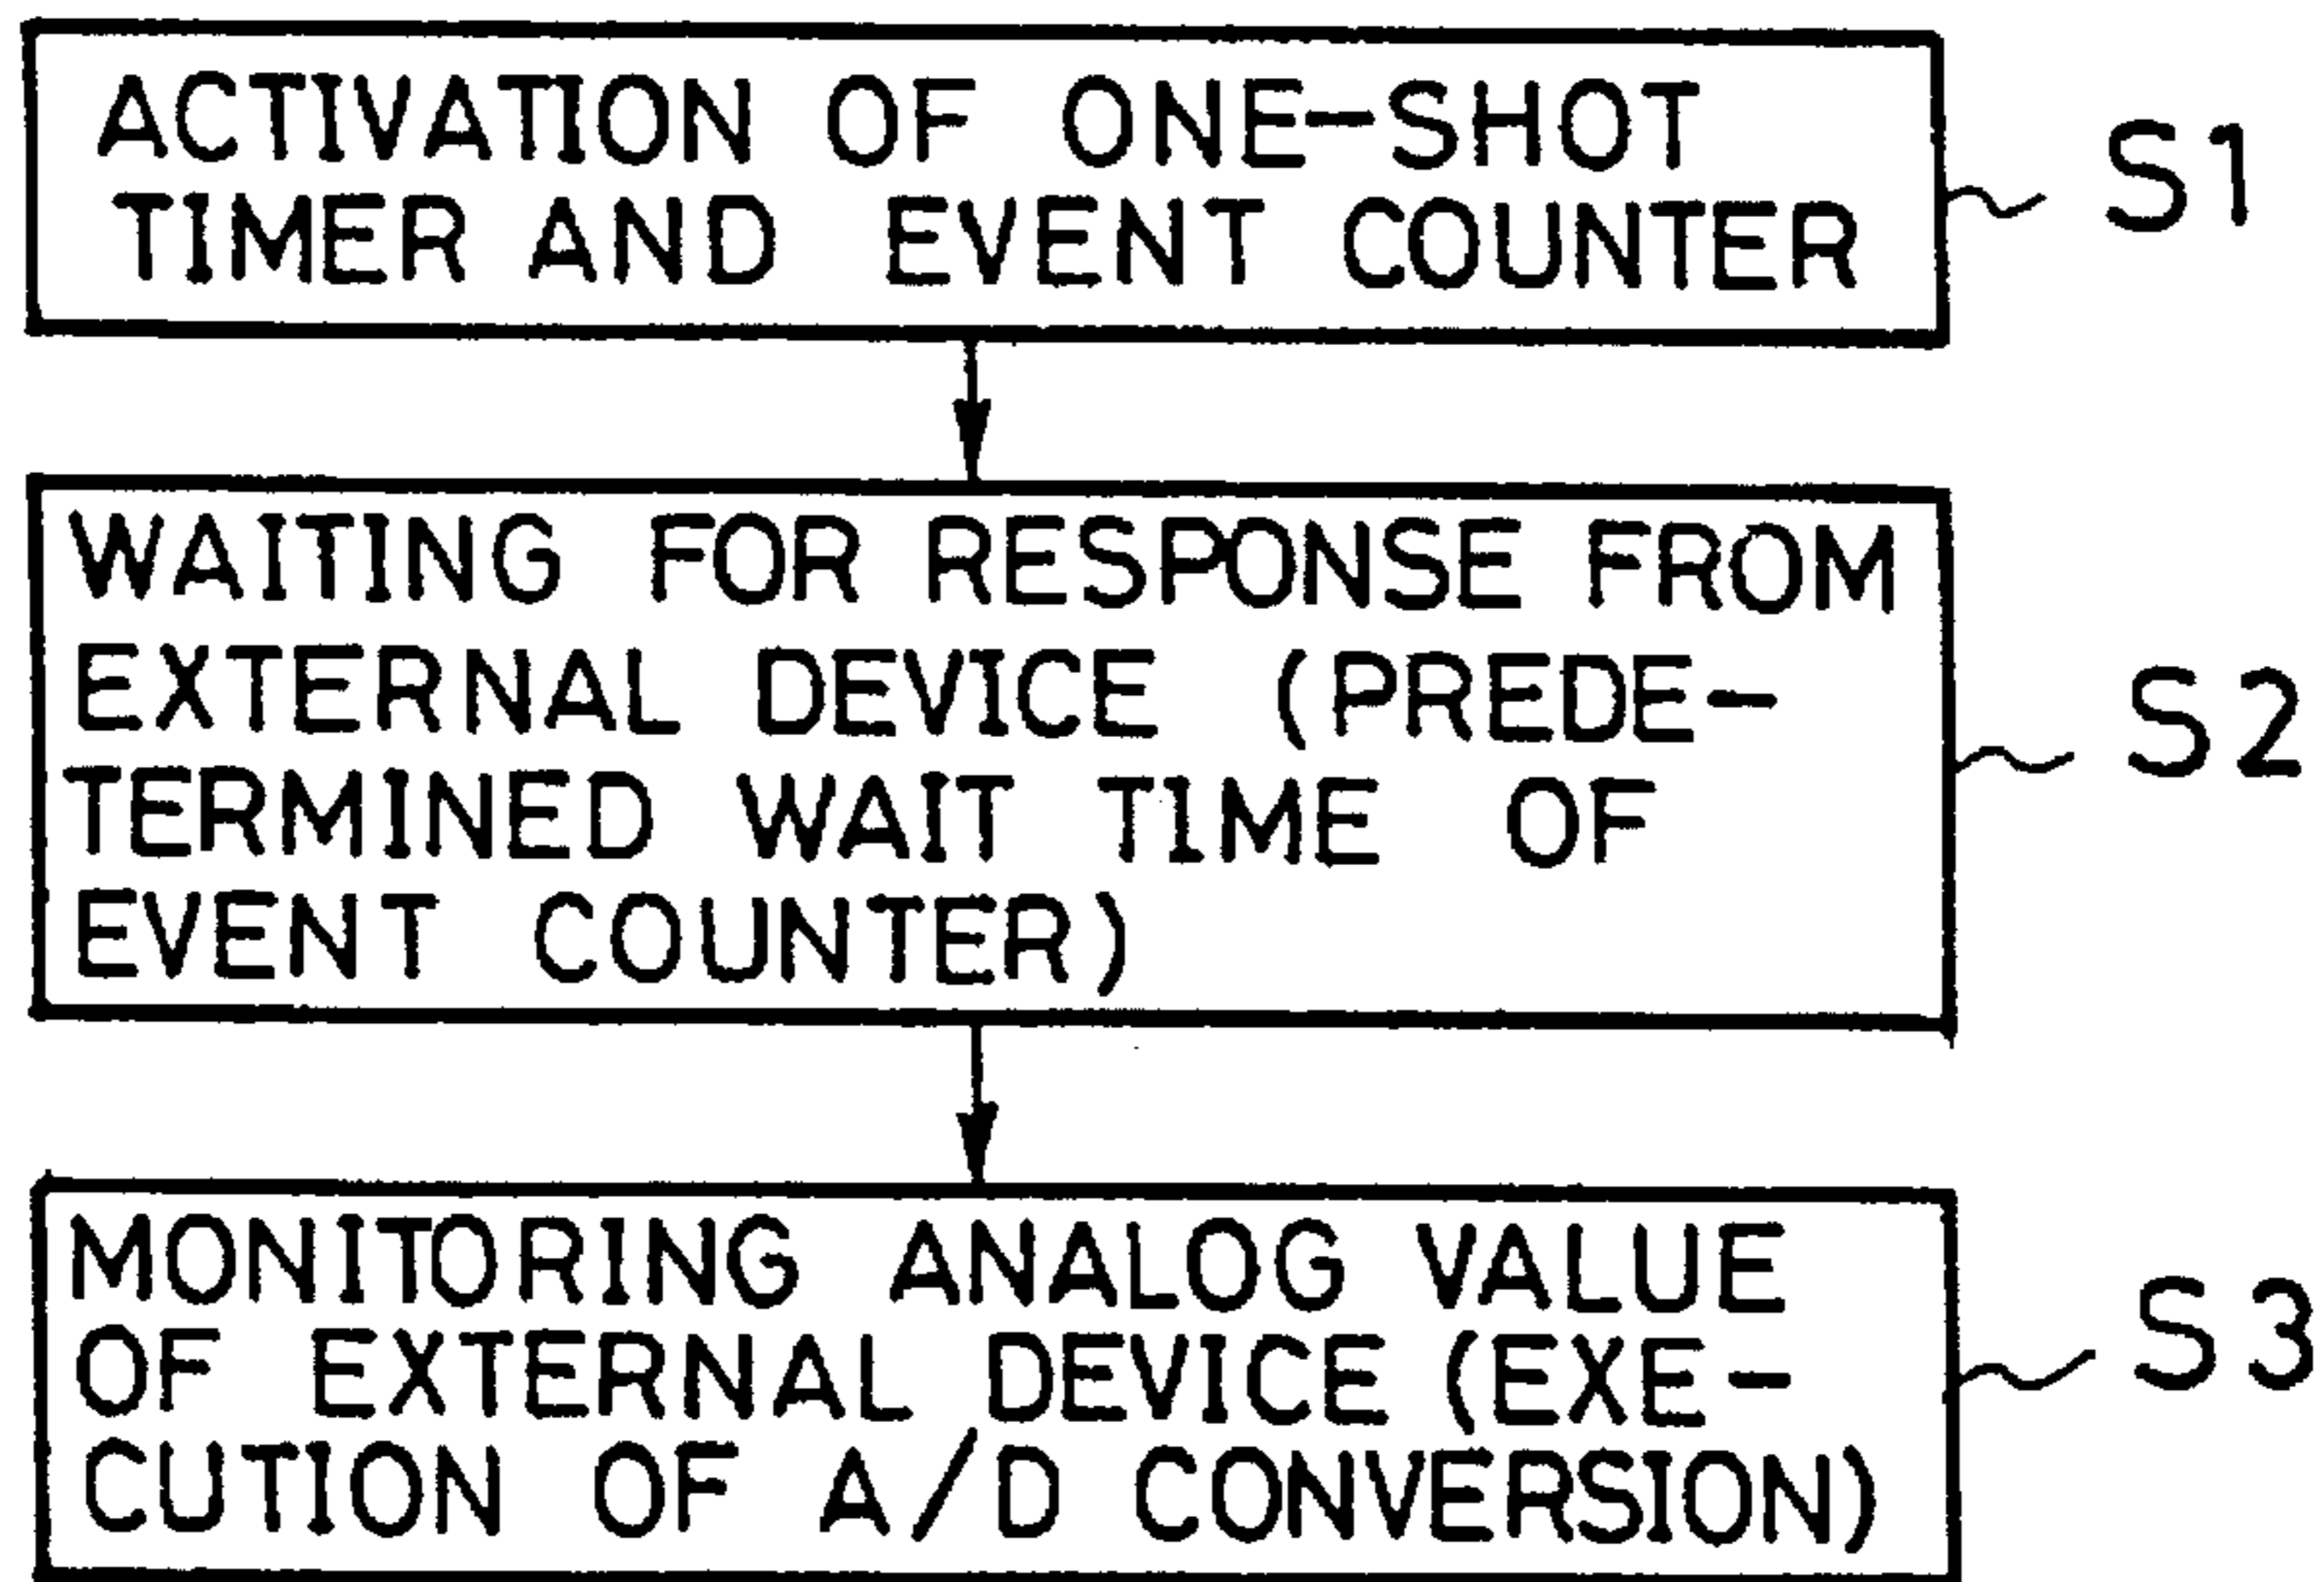 ACTIVATION OF ONE-SHOT
TIMER AND EVENT COUNTER
S1
WAITING FOR RESPONSE FROM
EXTERNAL DEVICE (PREDE-
TERMINED WAIT TIME OF
EVENT COUNTER)
S2
MONITORING ANALOG VALUE
OF EXTERNAL DEVICE (EXE-
CUTION OF A/D CONVERSION)
S3